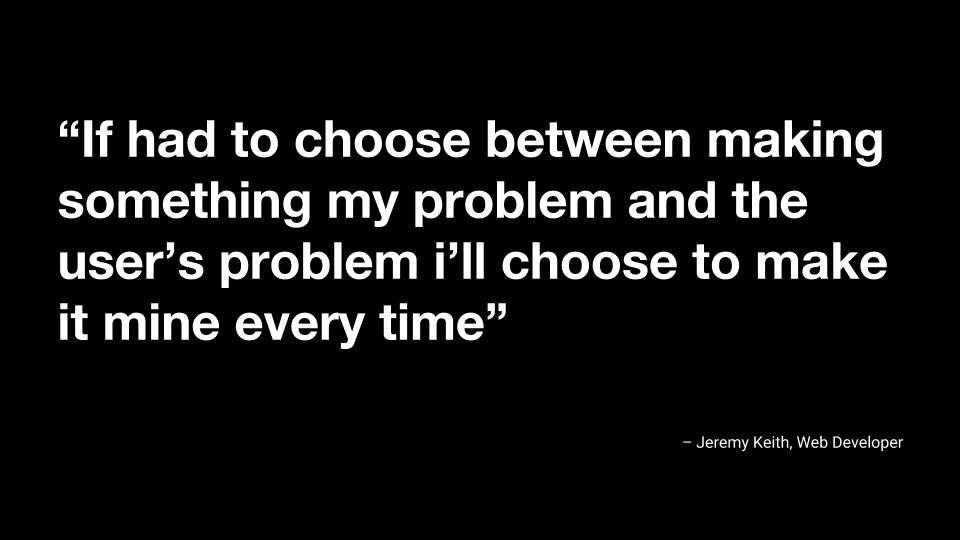 “If had to choose between making
something my problem and the
user’s problem i’ll choose to make
it mine every time”
– Jeremy Keith, Web Developer